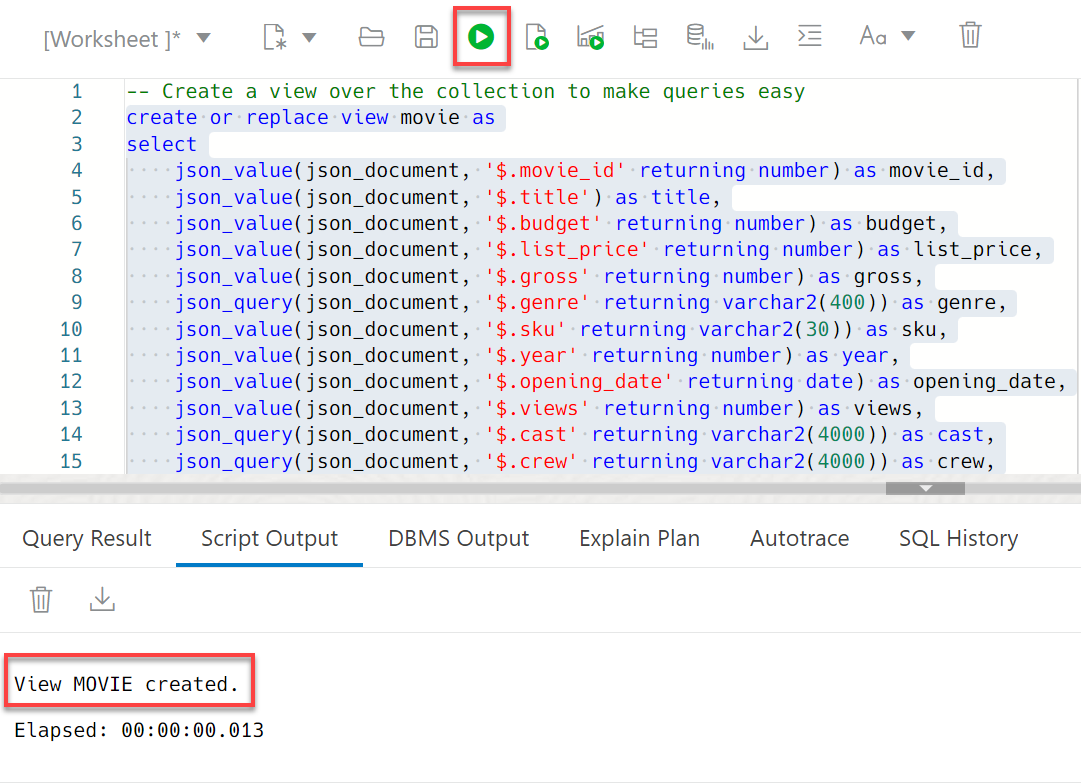 [Worksheet ]*
Aa
1 -- Create a view over the collection to make queries easy
2 create or replace view movie as
3 select
4 json_value(json_document, '$.movie_id' returning number) as movie_id,
5 json_value(json_document, '$.title') as title,
6 json_value(json_document, '$.budget' returning number) as budget,
7 json_value(json_document, '$.list_price' returning number) as list_price,
8 json_value(json_document, '$.gross' returning number) as gross,
9 json_query(json_document, '$.genre' returning varchar2(400)) as genre,
10 json_value(json_document, '$.sku' returning varchar2(30)) as sku,
11 json_value(json_document, '$.year' returning number) as year,
12 json_value(json_document, '$.opening_date' returning date) as opening_date,
13 json_value(json_document, '$.views' returning number) as views,
14 json_query(json_document, '$.cast' returning varchar2(4000)) as cast,
15 json_query(json_document, '$.crew' returning varchar2(4000)) as crew,
Query Result Script Output DBMS Output Explain Plan Autotrace SQL History
View MOVIE created.
Elapsed: 00:00:00.013